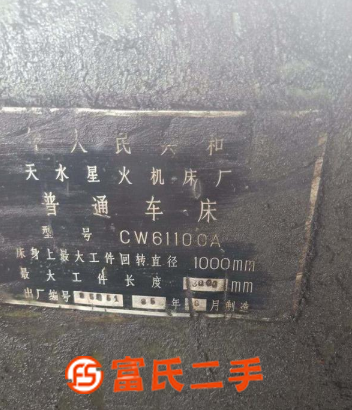 人民共和
天水星火机床厂
普通车床
型号 CW61100A
床身上最大工件回转直径 1000mm
最大工件长度 mm
出厂编号 年 月制造
富氏二手